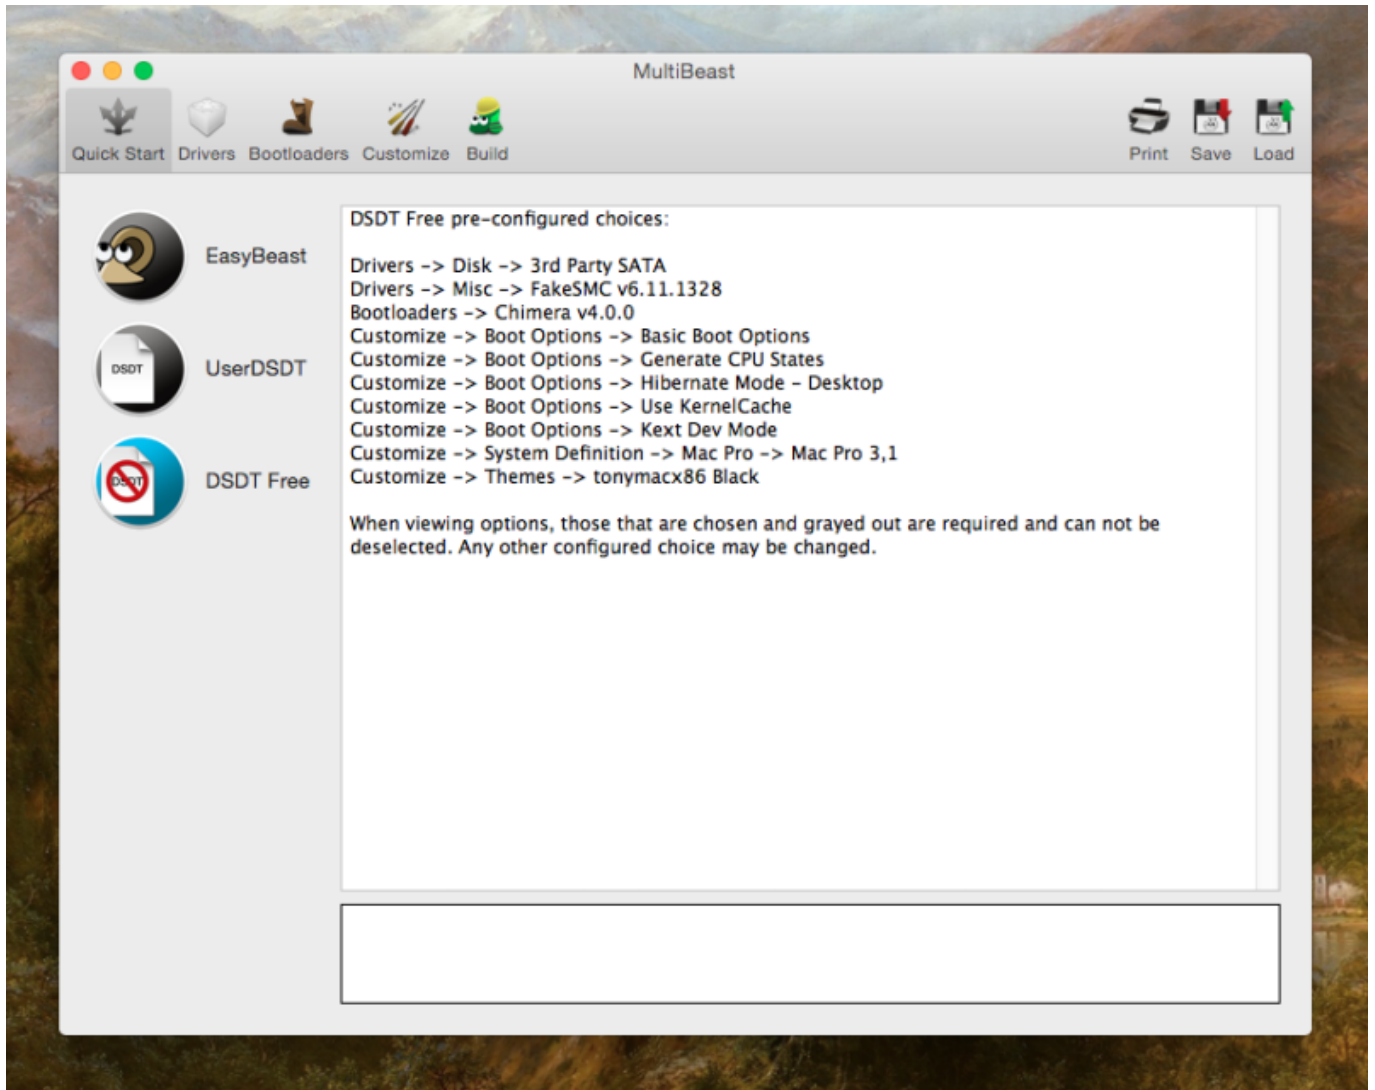 MultiBeast
Quick Start Drivers Bootloaders Customize Build Print Save Load
EasyBeast
DSDT
UserDSDT
DSDT
DSDT Free
DSDT Free pre-configured choices:
Drivers -> Disk -> 3rd Party SATA
Drivers -> Misc -> FakeSMC v6.11.1328
Bootloaders -> Chimera v4.0.0
Customize -> Boot Options -> Basic Boot Options
Customize -> Boot Options -> Generate CPU States
Customize -> Boot Options -> Hibernate Mode - Desktop
Customize -> Boot Options -> Use KernelCache
Customize -> Boot Options -> Kext Dev Mode
Customize -> System Definition -> Mac Pro -> Mac Pro 3,1
Customize -> Themes -> tonymacx86 Black
When viewing options, those that are chosen and grayed out are required and can not be
deselected. Any other configured choice may be changed.